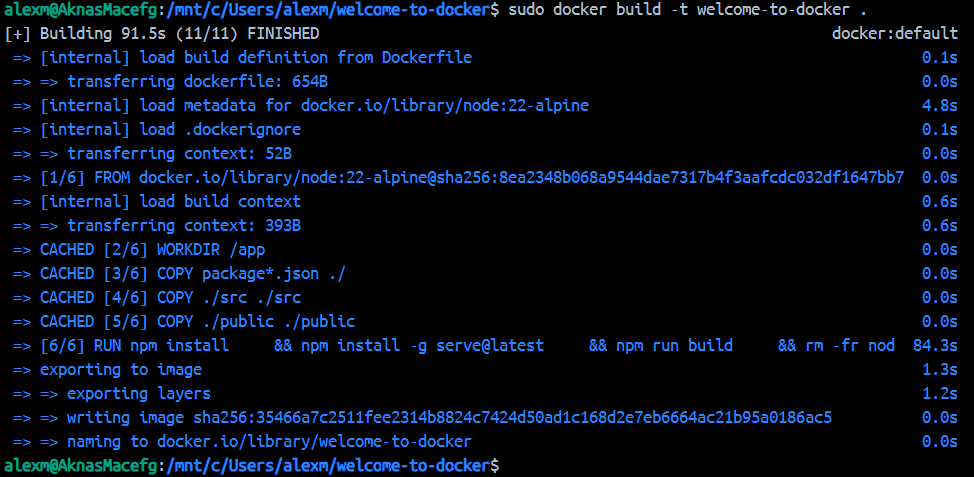 alexm@AknasMacefg:/mnt/c/Users/alexm/welcome-to-docker$ sudo docker build -t welcome-to-docker .
[+] Building 91.5s (11/11) FINISHED docker:default
=> [internal] load build definition from Dockerfile 0.1s
=> => transferring dockerfile: 654B 0.0s
=> [internal] load metadata for docker.io/library/node:22-alpine 4.8s
=> [internal] load .dockerignore 0.1s
=> => transferring context: 52B 0.0s
=> [1/6] FROM docker.io/library/node:22-alpine@sha256:8ea2348b068a9544dae7317b4f3aafcdc032df1647bb7 0.0s
=> [internal] load build context 0.6s
=> => transferring context: 393B 0.6s
=> CACHED [2/6] WORKDIR /app 0.0s
=> CACHED [3/6] COPY package*.json ./ 0.0s
=> CACHED [4/6] COPY ./src ./src 0.0s
=> CACHED [5/6] COPY ./public ./public 0.0s
=> [6/6] RUN npm install     && npm install -g serve@latest     && npm run build     && rm -fr nod 84.3s
=> exporting to image 1.3s
=> => exporting layers 1.2s
=> => writing image sha256:35466a7c2511fee2314b8824c7424d50ad1c168d2e7eb6664ac21b95a0186ac5 0.0s
=> => naming to docker.io/library/welcome-to-docker 0.0s
alexm@AknasMacefg:/mnt/c/Users/alexm/welcome-to-docker$